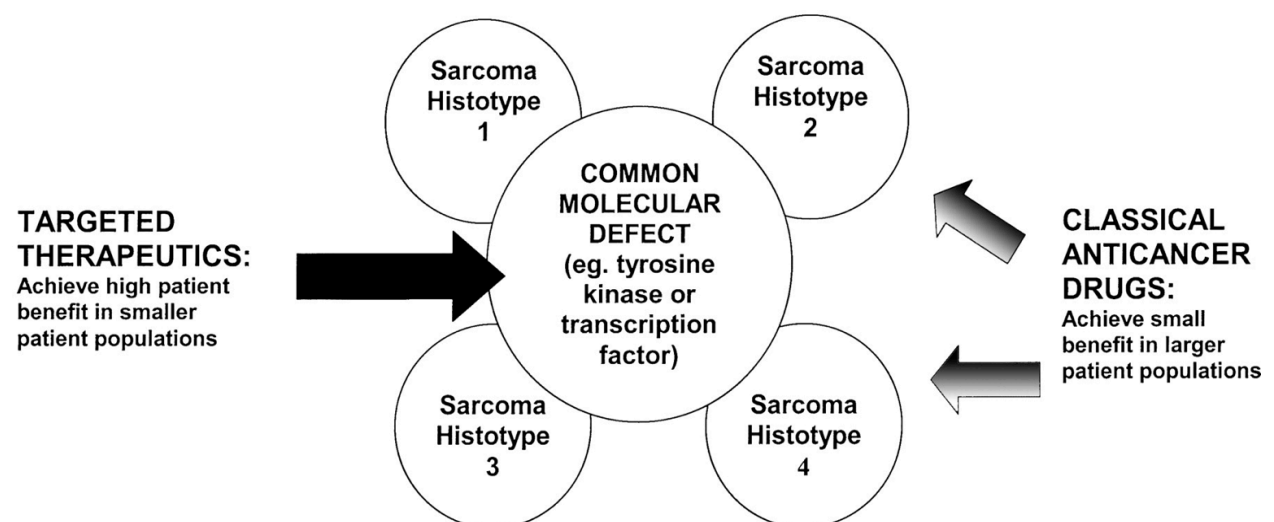 Sarcoma
Histotype
1
Sarcoma
Histotype
2
COMMON
MOLECULAR
DEFECT
(eg. tyrosine
kinase or
transcription
factor)
TARGETED
THERAPEUTICS:
Achieve high patient
benefit in smaller
patient populations
CLASSICAL
ANTICANCER
DRUGS:
Achieve small
benefit in larger
patient populations
Sarcoma
Histotype
3
Sarcoma
Histotype
4